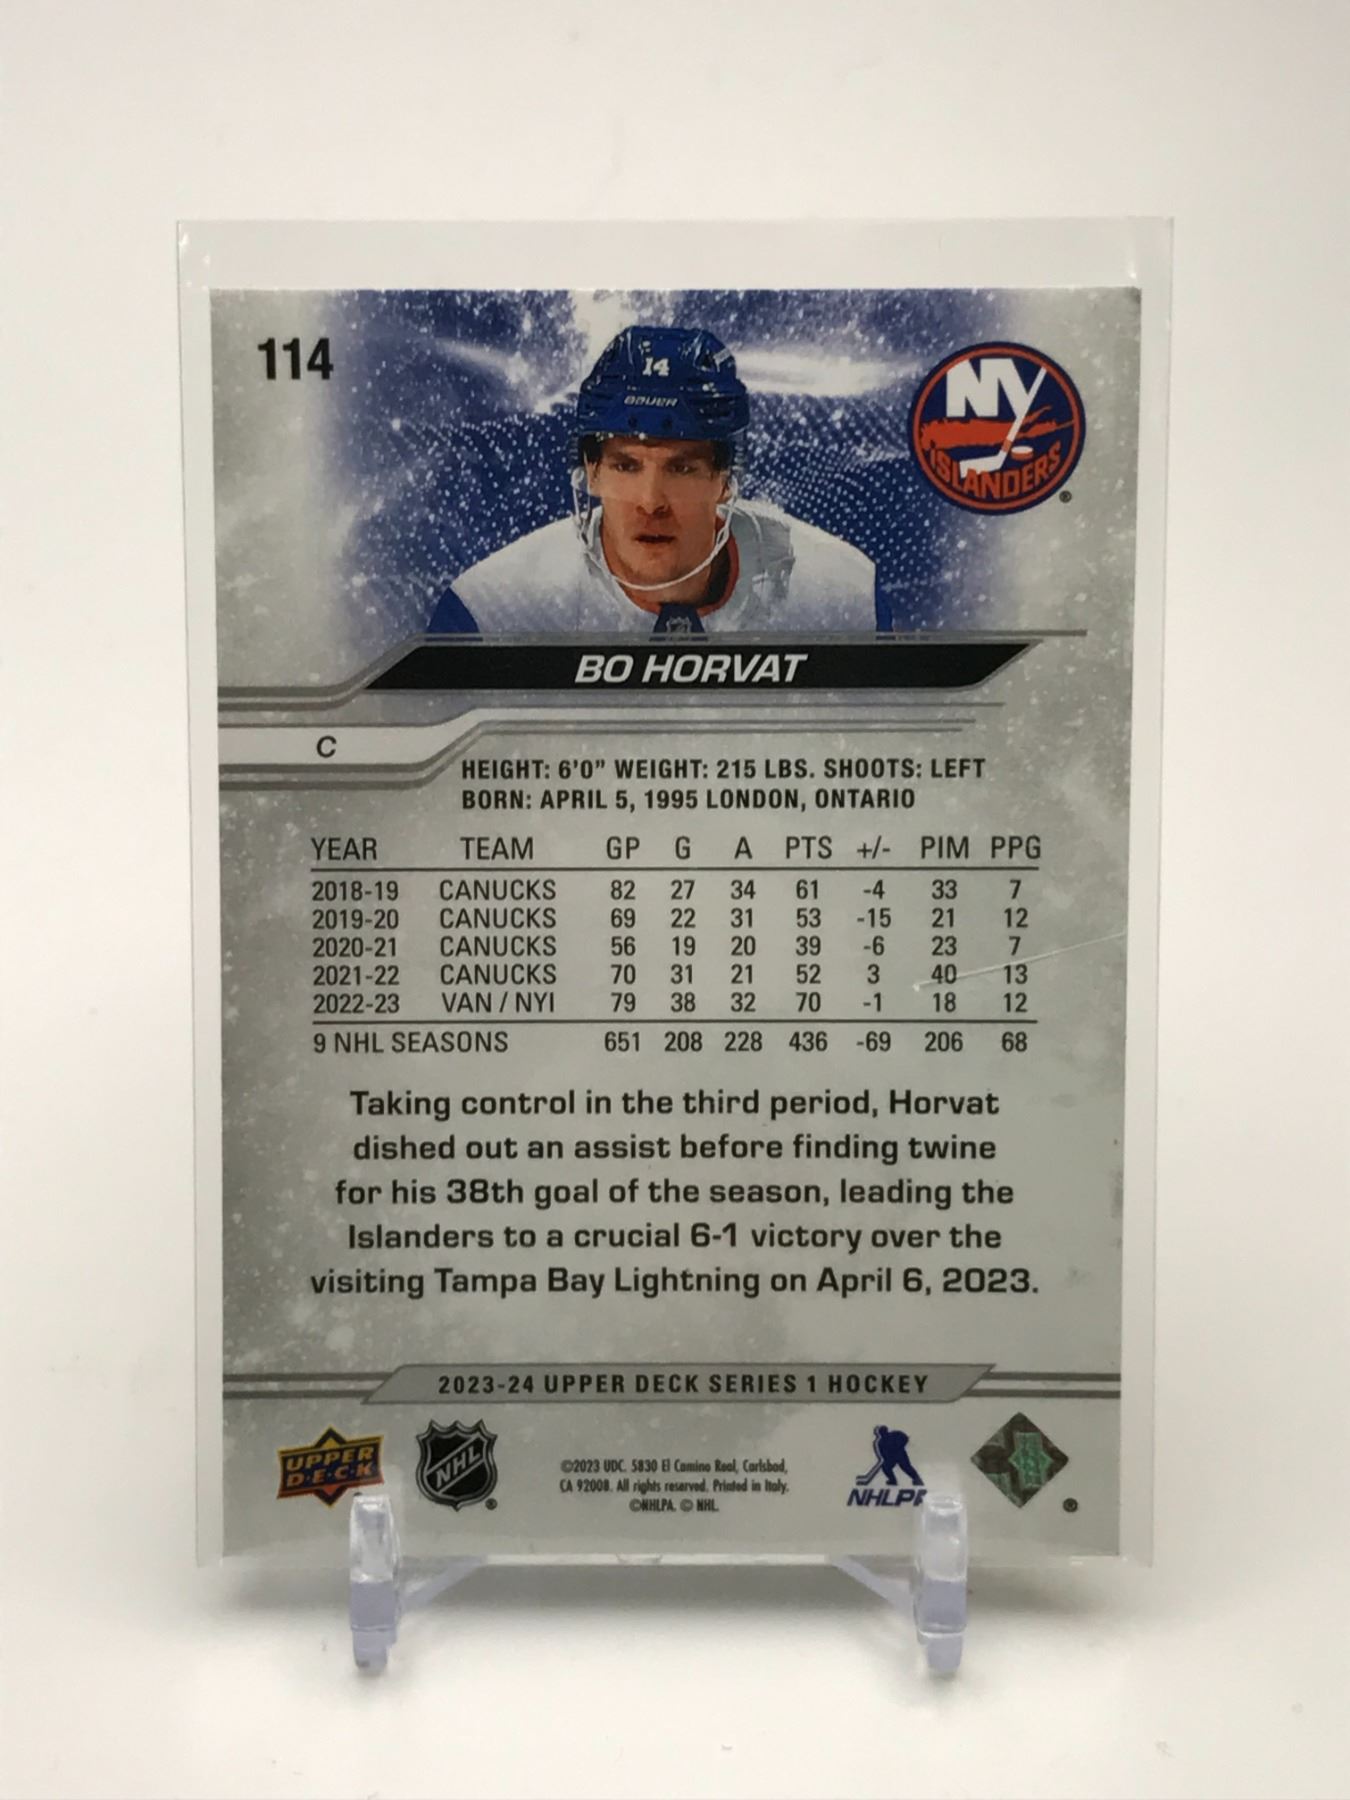 114
14
BAUER
NY
ISLANDERS
®
BO HORVAT
C
HEIGHT: 6'0" WEIGHT: 215 LBS. SHOOTS: LEFT
BORN: APRIL 5, 1995 LONDON, ONTARIO
YEAR TEAM GP G A PTS +/- PIM PPG
2018-19 CANUCKS 82 27 34 61 -4 33 7
2019-20 CANUCKS 69 22 31 53 -15 21 12
2020-21 CANUCKS 56 19 20 39 -6 23 7
2021-22 CANUCKS 70 31 21 52 3 40 13
2022-23 VAN / NYI 79 38 32 70 -1 18 12
9 NHL SEASONS 651 208 228 436 -69 206 68
Taking control in the third period, Horvat
dished out an assist before finding twine
for his 38th goal of the season, leading the
Islanders to a crucial 6-1 victory over the
visiting Tampa Bay Lightning on April 6, 2023.
2023-24 UPPER DECK SERIES 1 HOCKEY
UPPER
D·E·C·K
NHL
®
©2023 UDC. 5830 El Camino Real, Carlsbad,
CA 92008. All rights reserved. Printed in Italy.
©NHLPA. © NHL.
NHLPA
®